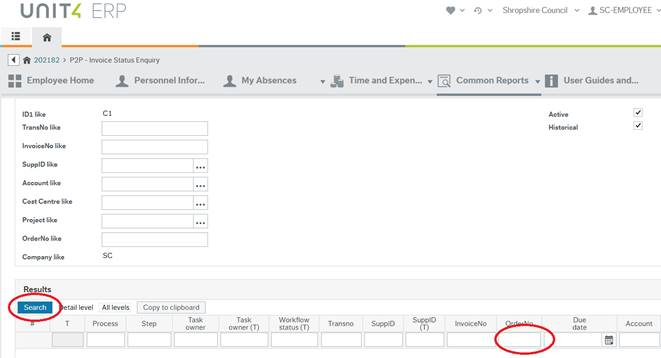 UNIT4 ERP Shropshire Council SC-EMPLOYEE
202182 > P2P - Invoice Status Enquiry
Employee Home Personnel Infor... My Absences Time and Expen... Common Reports User Guides and...
ID1 like C1 Active
TransNo like Historical
InvoiceNo like
SuppID like
Account like
Cost Centre like
Project like
OrderNo like
Company like SC
Results
Search Detail level All levels Copy to clipboard
# T Process Step Task owner Task owner (T) Workflow status (T) Transno SuppID SuppID (T) InvoiceNo OrderNo Due date Account